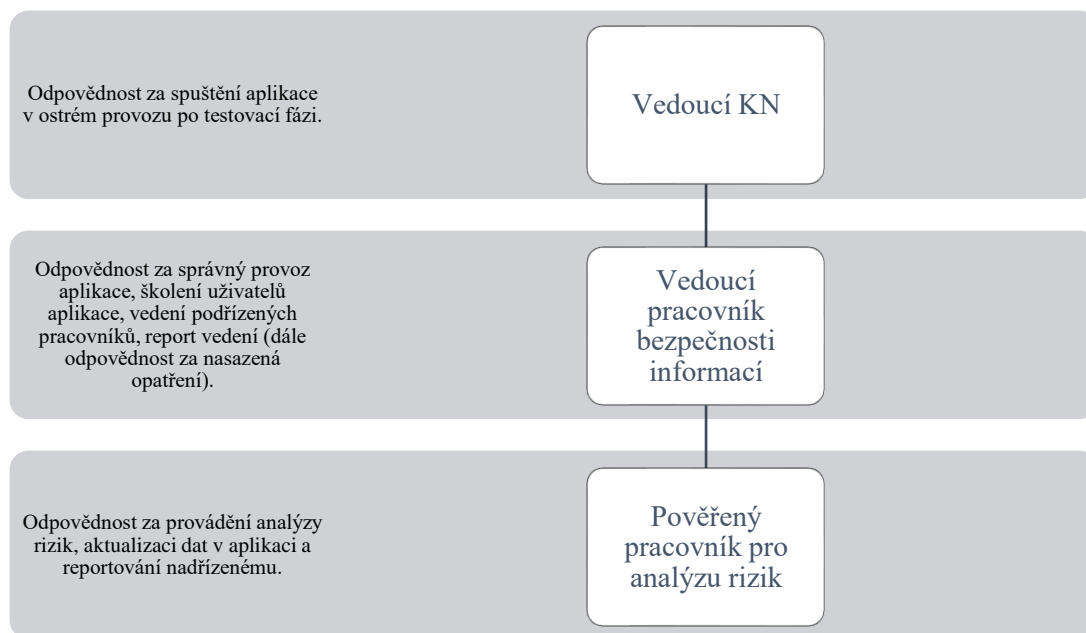 Odpovědnost za spuštění aplikace
v ostrém provozu po testovací fázi.
Vedoucí KN
Odpovědnost za správný provoz
aplikace, školení uživatelů
aplikace, vedení podřízených
pracovníků, report vedení (dále
odpovědnost za nasazená
opatření).
Vedoucí
pracovník
bezpečnosti
informací
Odpovědnost za provádění analýzy
rizik, aktualizaci dat v aplikaci a
reportování nadřízenému.
Pověřený
pracovník pro
analýzu rizik